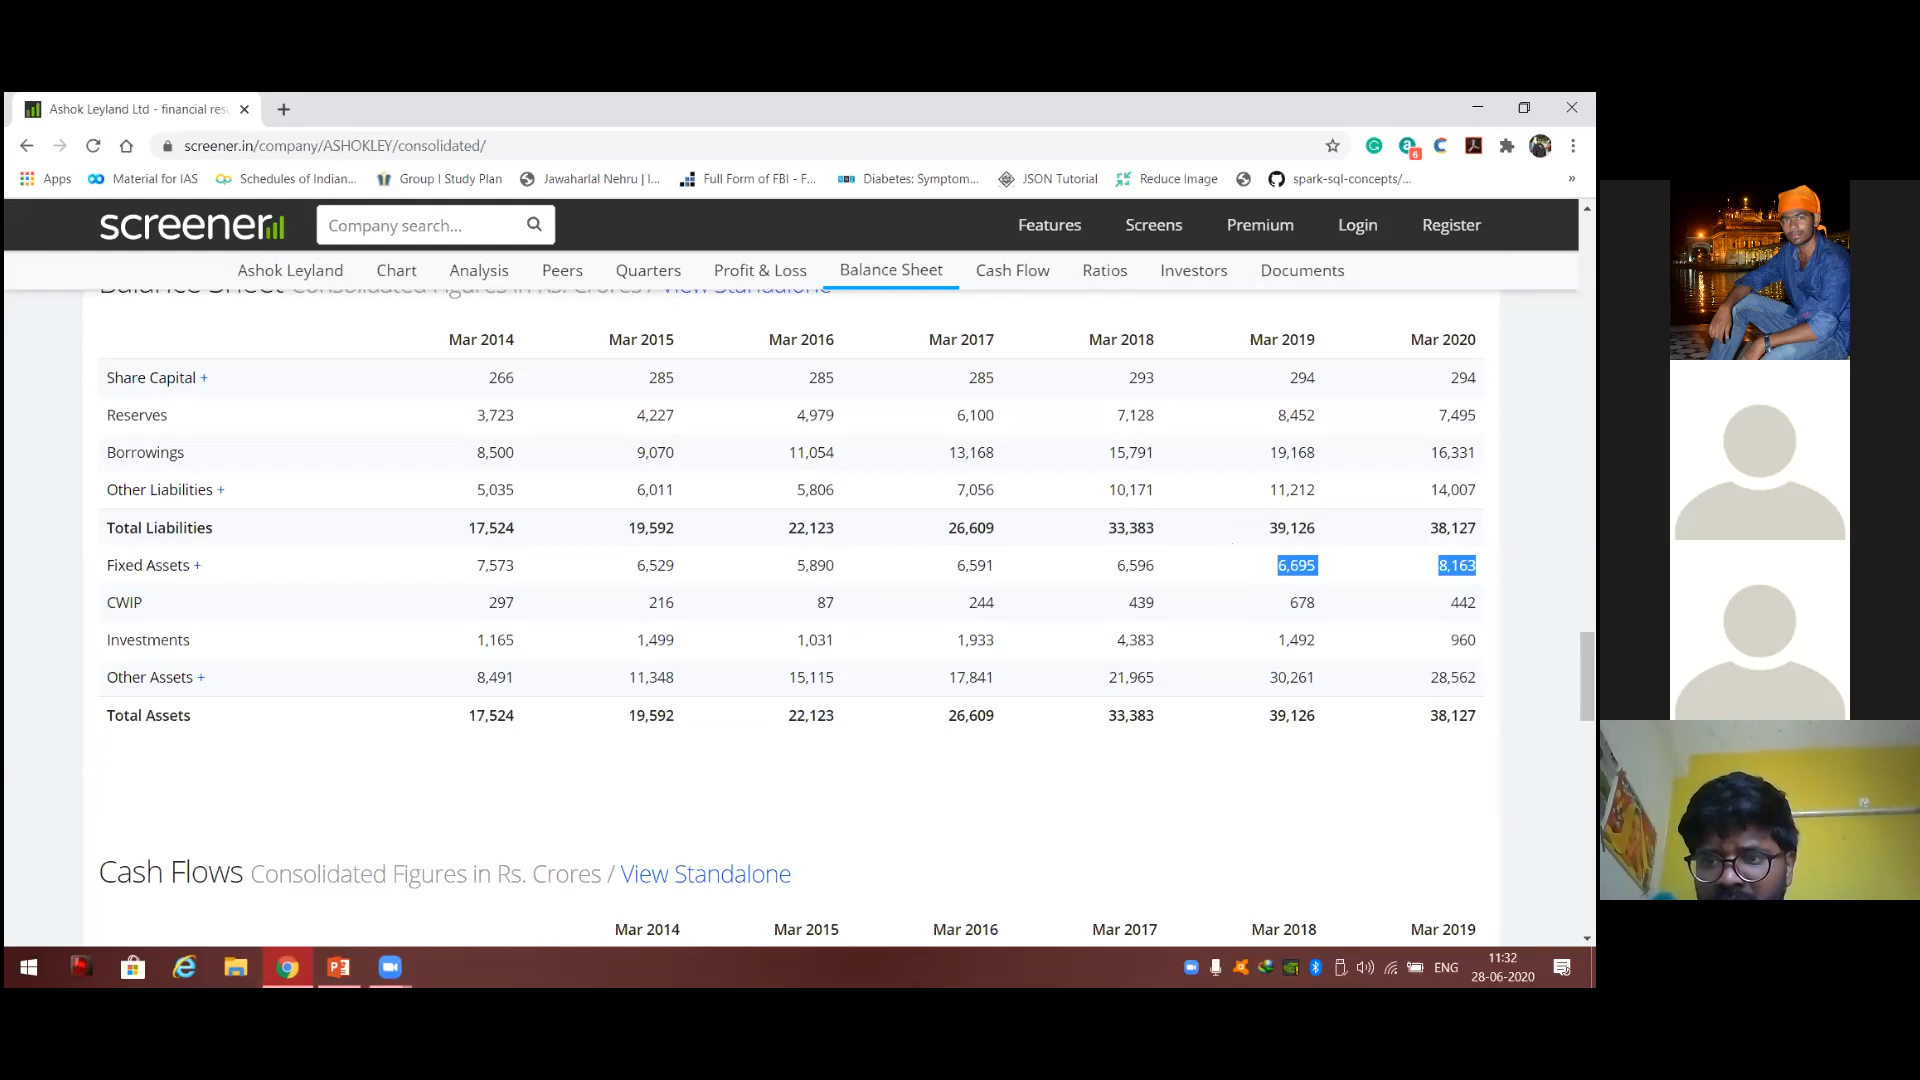 Ashok Leyland Ltd - financial res
screener.in/company/ASHOKLEY/consolidated/
6
Apps Material for IAS Schedules of Indian... Group I Study Plan Jawaharlal Nehru | I... Full Form of FBI - F... Diabetes: Symptom... JSON Tutorial Reduce Image spark-sql-concepts/... »
screener Company search... Features Screens Premium Login Register
Ashok Leyland Chart Analysis Peers Quarters Profit & Loss Balance Sheet Cash Flow Ratios Investors Documents
Balance Sheet Consolidated Figures in Rs. Crores / View Standalone
Mar 2014 Mar 2015 Mar 2016 Mar 2017 Mar 2018 Mar 2019 Mar 2020
Share Capital + 266 285 285 285 293 294 294
Reserves 3,723 4,227 4,979 6,100 7,128 8,452 7,495
Borrowings 8,500 9,070 11,054 13,168 15,791 19,168 16,331
Other Liabilities + 5,035 6,011 5,806 7,056 10,171 11,212 14,007
Total Liabilities 17,524 19,592 22,123 26,609 33,383 39,126 38,127
Fixed Assets + 7,573 6,529 5,890 6,591 6,596 6,695 8,163
CWIP 297 216 87 244 439 678 442
Investments 1,165 1,499 1,031 1,933 4,383 1,492 960
Other Assets + 8,491 11,348 15,115 17,841 21,965 30,261 28,562
Total Assets 17,524 19,592 22,123 26,609 33,383 39,126 38,127
Cash Flows Consolidated Figures in Rs. Crores / View Standalone
Mar 2014 Mar 2015 Mar 2016 Mar 2017 Mar 2018 Mar 2019
ENG 11:32
28-06-2020